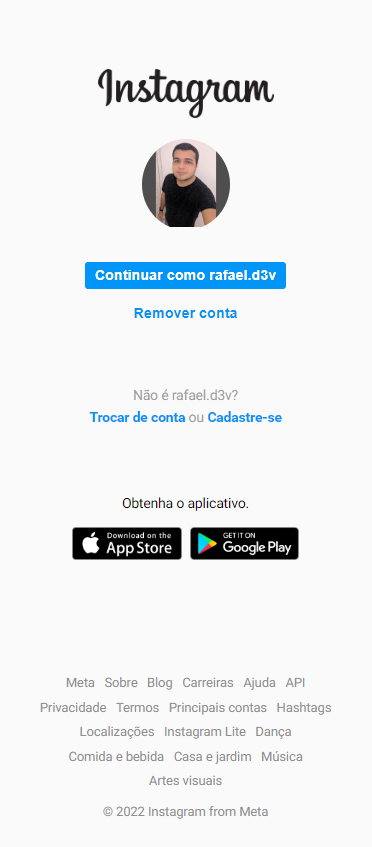 Instagram
Continuar como rafael.d3v
Remover conta
Não é rafael.d3v?
Trocar de conta ou Cadastre-se
Obtenha o aplicativo.
Download on the
App Store
GET IT ON
Google Play
Meta Sobre Blog Carreiras Ajuda API
Privacidade Termos Principais contas Hashtags
Localizações Instagram Lite Dança
Comida e bebida Casa e jardim Música
Artes visuais
© 2022 Instagram from Meta